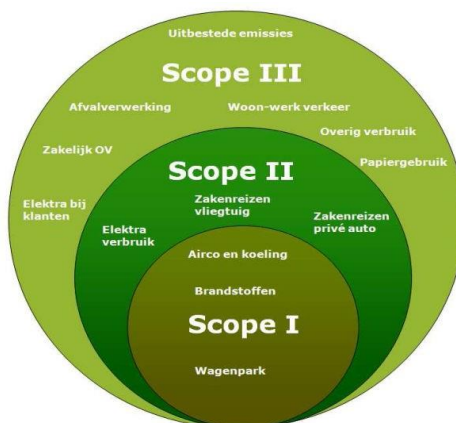 Uitbestede emissies
Scope III
Afvalverwerking
Woon-werk verkeer
Overig verbruik
Zakelijk OV
Papiergebruik
Scope II
Elektra bij
klanten
Zakenreizen
vliegtuig
Elektra
verbruik
Zakenreizen
privé auto
Airco en koeling
Brandstoffen
Scope I
Wagenpark